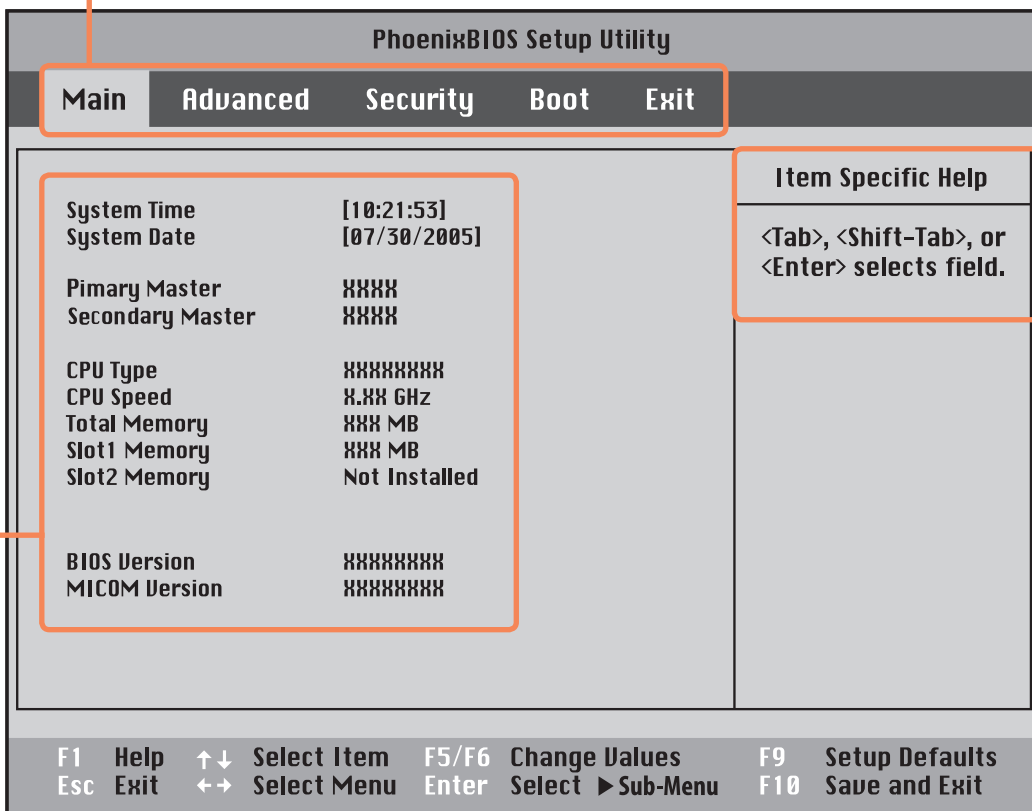 PhoenixBIOS Setup Utility
Main Advanced Security Boot Exit
System Time [10:21:53]
System Date [07/30/2005]
Pimary Master XXXX
Secondary Master XXXX
CPU Type XXXXXXXX
CPU Speed X.XX GHz
Total Memory XXX MB
Slot1 Memory XXX MB
Slot2 Memory Not Installed
BIOS Version XXXXXXXX
MICOM Version XXXXXXXX
Item Specific Help
<Tab>, <Shift-Tab>, or
<Enter> selects field.
F1 Help ↑↓ Select Item F5/F6 Change Values F9 Setup Defaults
Esc Exit ←→ Select Menu Enter Select ▶Sub-Menu F10 Save and Exit